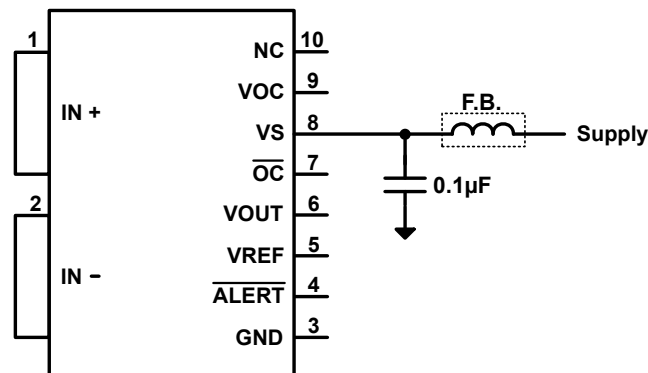 1
IN +
2
IN −
NC 10
VOC 9
VS 8
OC 7
VOUT 6
VREF 5
ALERT 4
GND 3
F.B.
Supply
0.1µF